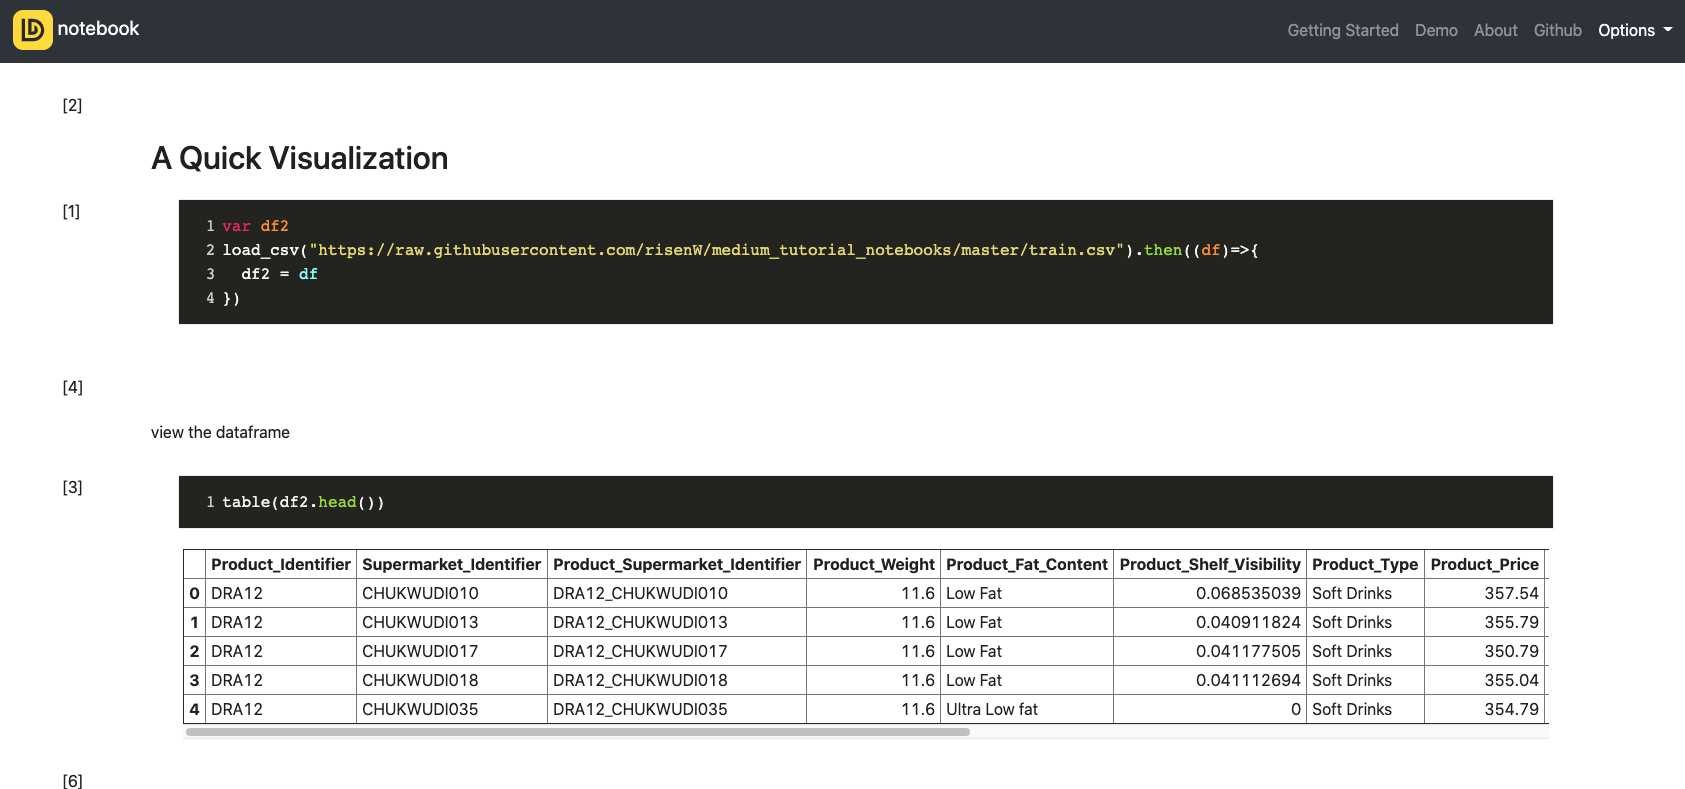 notebook
Getting Started Demo About Github Options
[2]
A Quick Visualization
[1]
1 var df2
2 load_csv("https://raw.githubusercontent.com/risenW/medium_tutorial_notebooks/master/train.csv").then((df)=>{
3   df2 = df
4 })
[4]
view the dataframe
[3]
1 table(df2.head())
Product_Identifier Supermarket_Identifier Product_Supermarket_Identifier Product_Weight Product_Fat_Content Product_Shelf_Visibility Product_Type Product_Price
0 DRA12 CHUKWUDI010 DRA12_CHUKWUDI010 11.6 Low Fat 0.068535039 Soft Drinks 357.54
1 DRA12 CHUKWUDI013 DRA12_CHUKWUDI013 11.6 Low Fat 0.040911824 Soft Drinks 355.79
2 DRA12 CHUKWUDI017 DRA12_CHUKWUDI017 11.6 Low Fat 0.041177505 Soft Drinks 350.79
3 DRA12 CHUKWUDI018 DRA12_CHUKWUDI018 11.6 Low Fat 0.041112694 Soft Drinks 355.04
4 DRA12 CHUKWUDI035 DRA12_CHUKWUDI035 11.6 Ultra Low fat 0 Soft Drinks 354.79
[6]